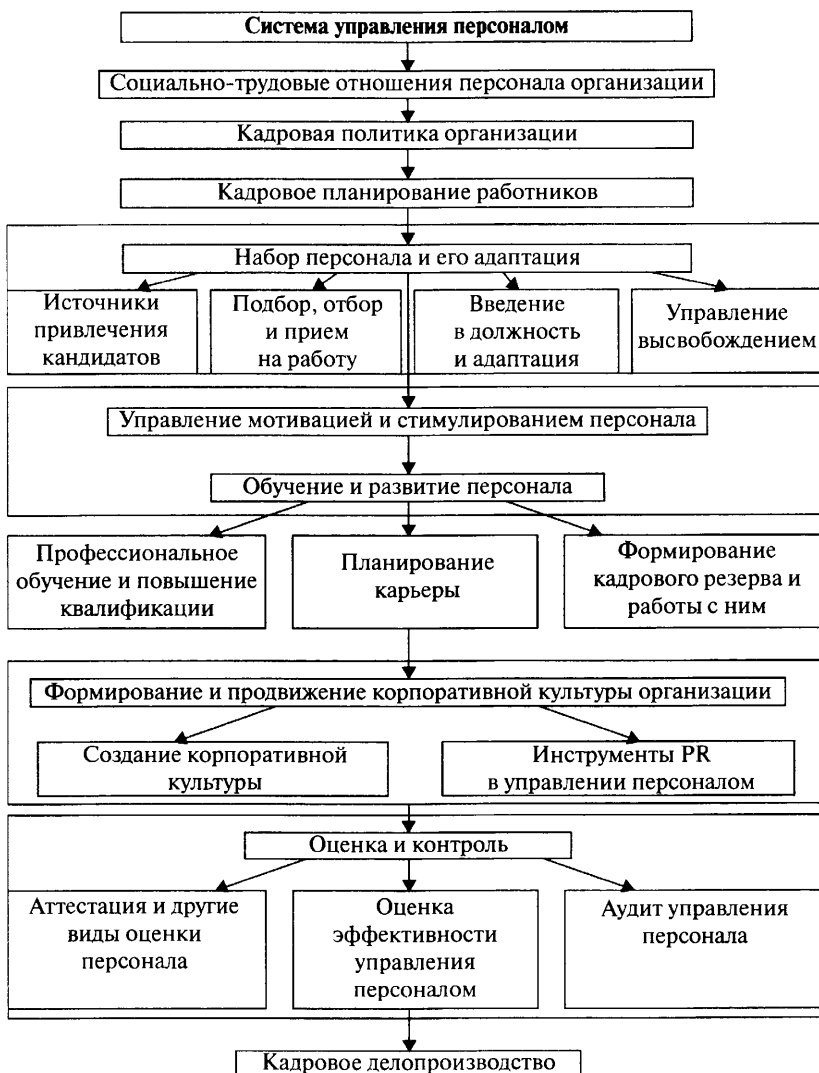 Система управления персоналом
Социально-трудовые отношения персонала организации
Кадровая политика организации
Кадровое планирование работников
Набор персонала и его адаптация
Источники
привлечения
кандидатов
Подбор, отбор
и прием
на работу
Введение
в должность
и адаптация
Управление
высвобождением
Управление мотивацией и стимулированием персонала
Обучение и развитие персонала
Профессиональное
обучение и повышение
квалификации
Планирование
карьеры
Формирование
кадрового резерва и
работы с ним
Формирование и продвижение корпоративной культуры организации
Создание корпоративной
культуры
Инструменты PR
в управлении персоналом
Оценка и контроль
Аттестация и другие
виды оценки
персонала
Оценка
эффективности
управления
персоналом
Аудит управления
персонала
Кадровое делопроизводство